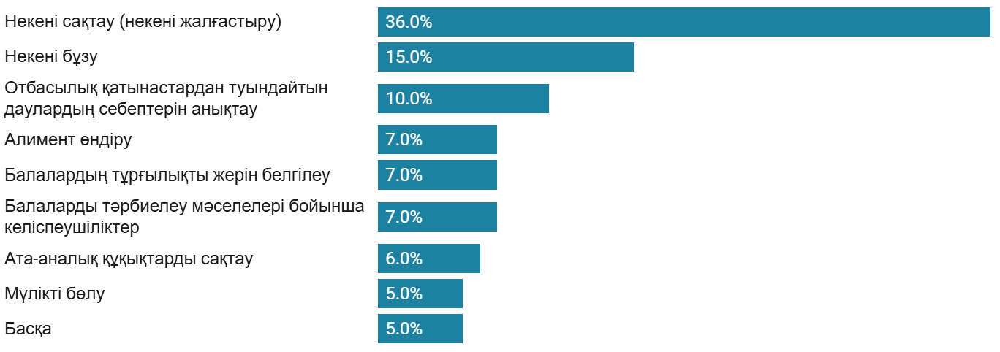 Некені сақтау (некені жалғастыру)
36.0%
Некені бұзу
15.0%
Отбасылық қатынастардан туындайтын
даулардың себептерін анықтау
10.0%
Алимент өндіру
7.0%
Балалардың тұрғылықты жерін белгілеу
7.0%
Балаларды тәрбиелеу мәселелері бойынша
келіспеушіліктер
7.0%
Ата-аналық құқықтарды сақтау
6.0%
Мүлікті бөлу
5.0%
Басқа
5.0%